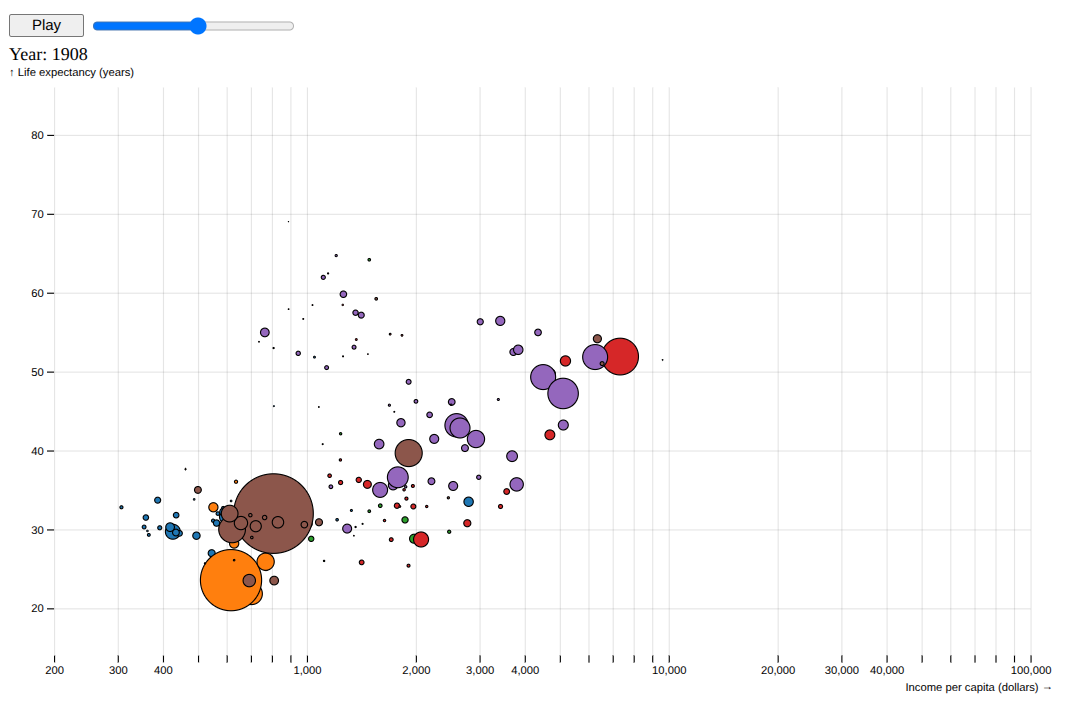 Play
Year: 1908
↑ Life expectancy (years)
80
70
60
50
40
30
20
200 300 400 1,000 2,000 3,000 4,000 10,000 20,000 30,000 40,000 100,000
Income per capita (dollars) →